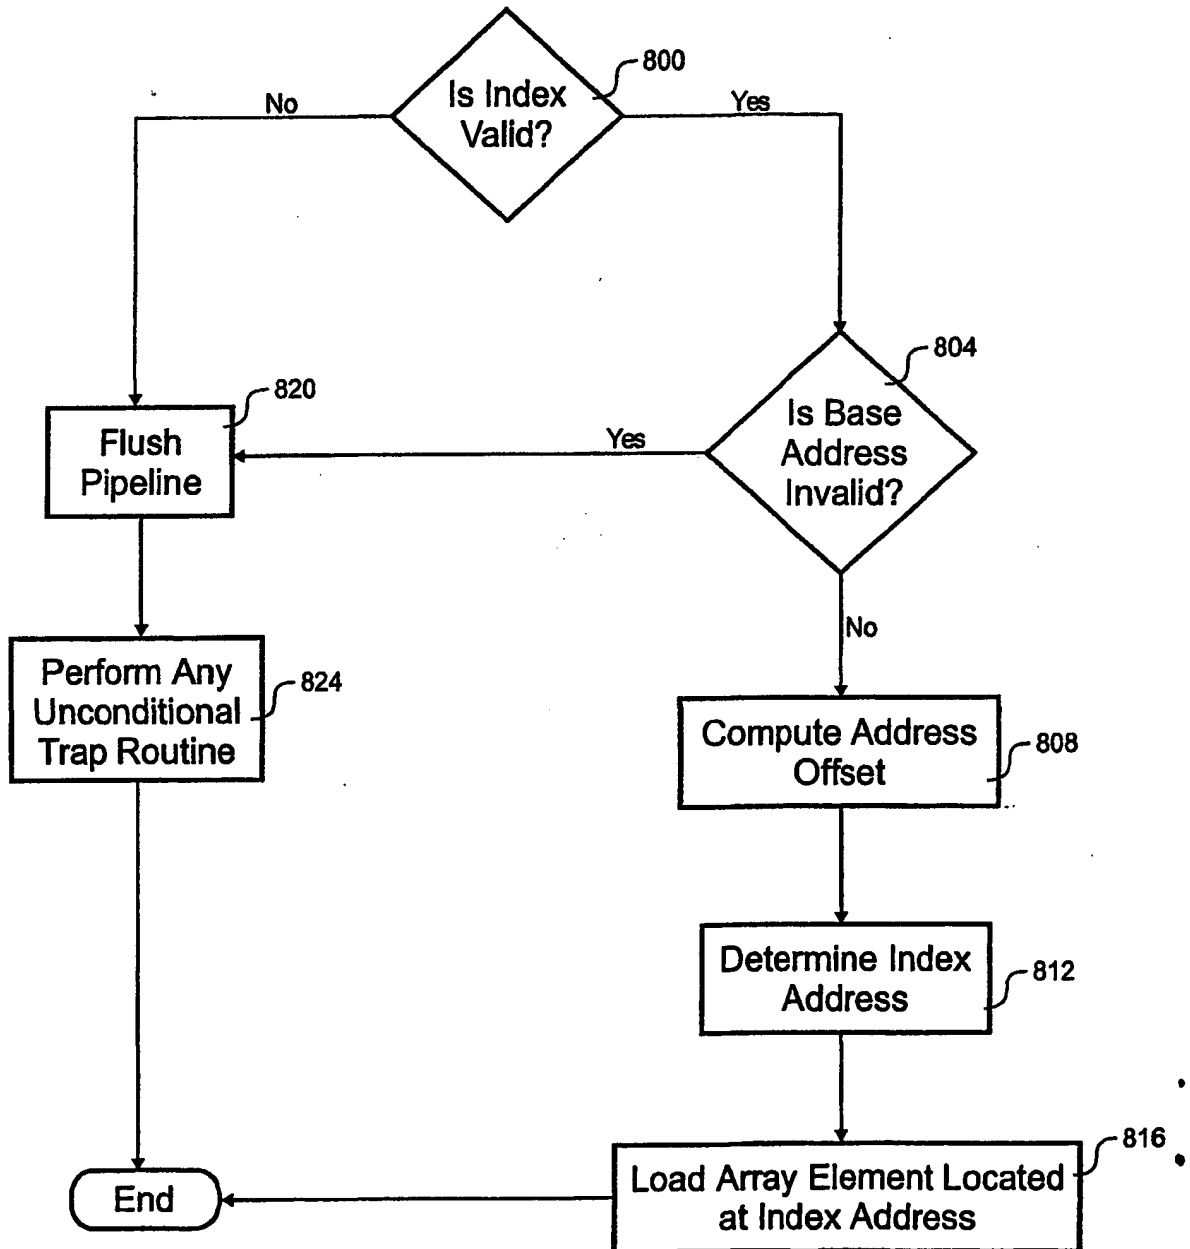 800
Is Index
Valid?
No
Yes
804
Is Base
Address
Invalid?
820
Flush
Pipeline
Yes
No
Perform Any
Unconditional
Trap Routine
824
Compute Address
Offset
808
Determine Index
Address
812
816
Load Array Element Located
at Index Address
End